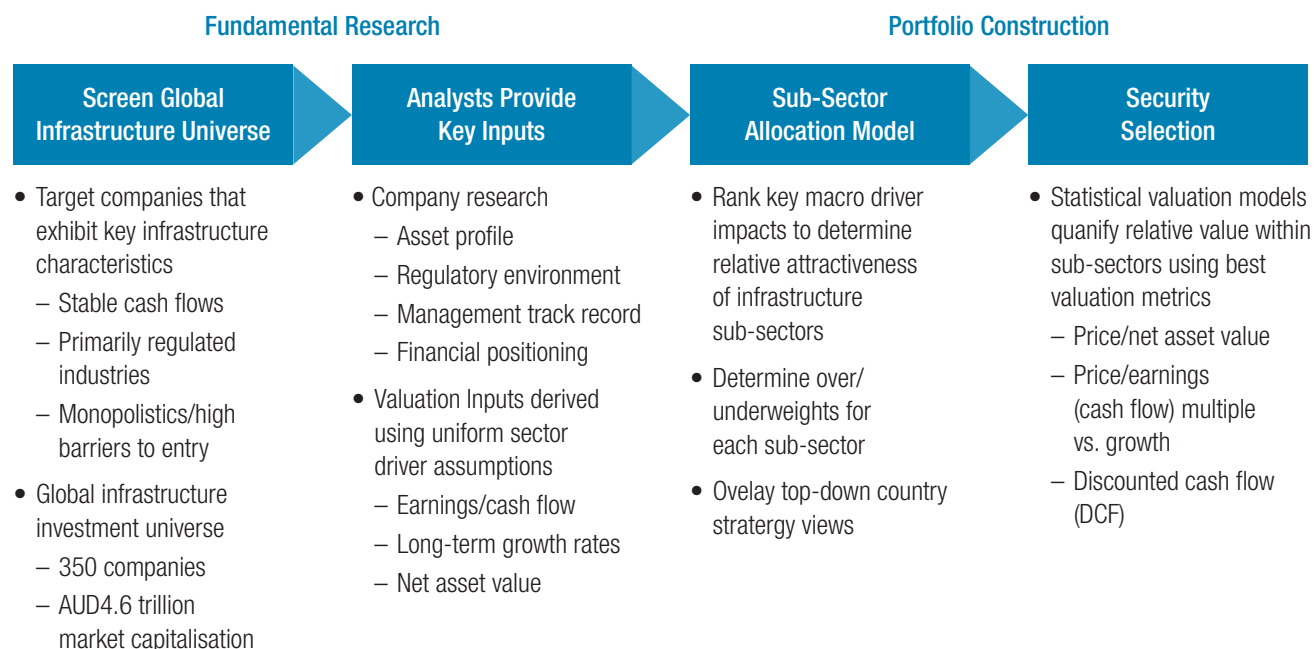 Fundamental Research
Portfolio Construction
Screen Global
Infrastructure Universe
Analysts Provide
Key Inputs
Sub-Sector
Allocation Model
Security
Selection
• Target companies that
exhibit key infrastructure
characteristics
– Stable cash flows
– Primarily regulated
industries
– Monopolistics/high
barriers to entry
• Global infrastructure
investment universe
– 350 companies
– AUD4.6 trillion
market capitalisation
• Company research
– Asset profile
– Regulatory environment
– Management track record
– Financial positioning
• Valuation Inputs derived
using uniform sector
driver assumptions
– Earnings/cash flow
– Long-term growth rates
– Net asset value
• Rank key macro driver
impacts to determine
relative attractiveness
of infrastructure
sub-sectors
• Determine over/
underweights for
each sub-sector
• Ovelay top-down country
stratergy views
• Statistical valuation models
quanify relative value within
sub-sectors using best
valuation metrics
– Price/net asset value
– Price/earnings
(cash flow) multiple
vs. growth
– Discounted cash flow
(DCF)